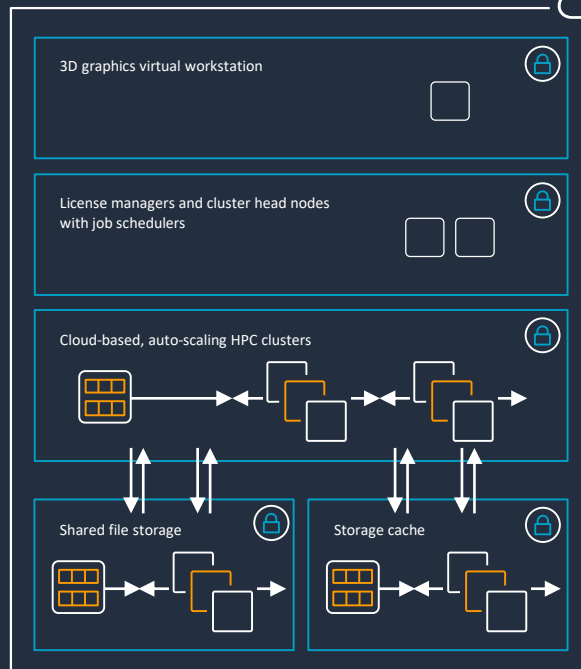 3D graphics virtual workstation
License managers and cluster head nodes
with job schedulers
Cloud-based, auto-scaling HPC clusters
Shared file storage
Storage cache